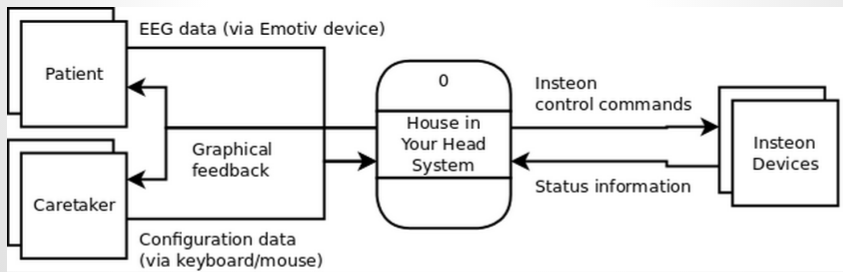 EEG data (via Emotiv device)
Patient
0
Insteon
control commands
House in
Your Head
System
Graphical
feedback
Insteon
Devices
Caretaker
Status information
Configuration data
(via keyboard/mouse)